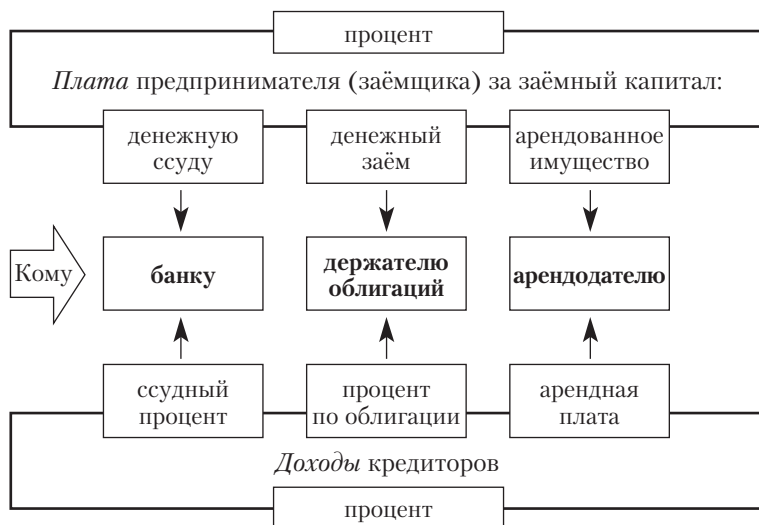 процент
Плата предпринимателя (заёмщика) за заёмный капитал:
денежную
ссуду
денежный
заём
арендованное
имущество
Кому
банку
держателю
облигаций
арендодателю
ссудный
процент
процент
по облигации
арендная
плата
Доходы кредиторов
процент